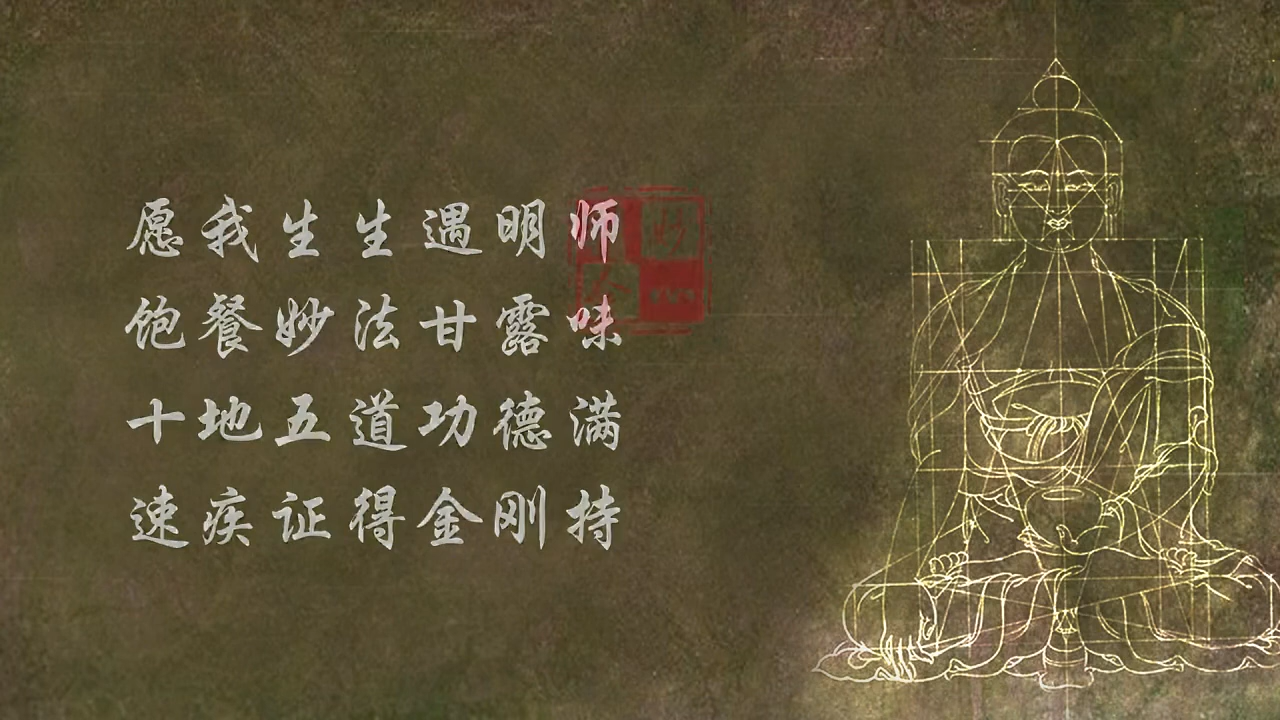 愿我生生遇明师
饱餐妙法甘露味
十地五道功德满
速疾证得金刚持